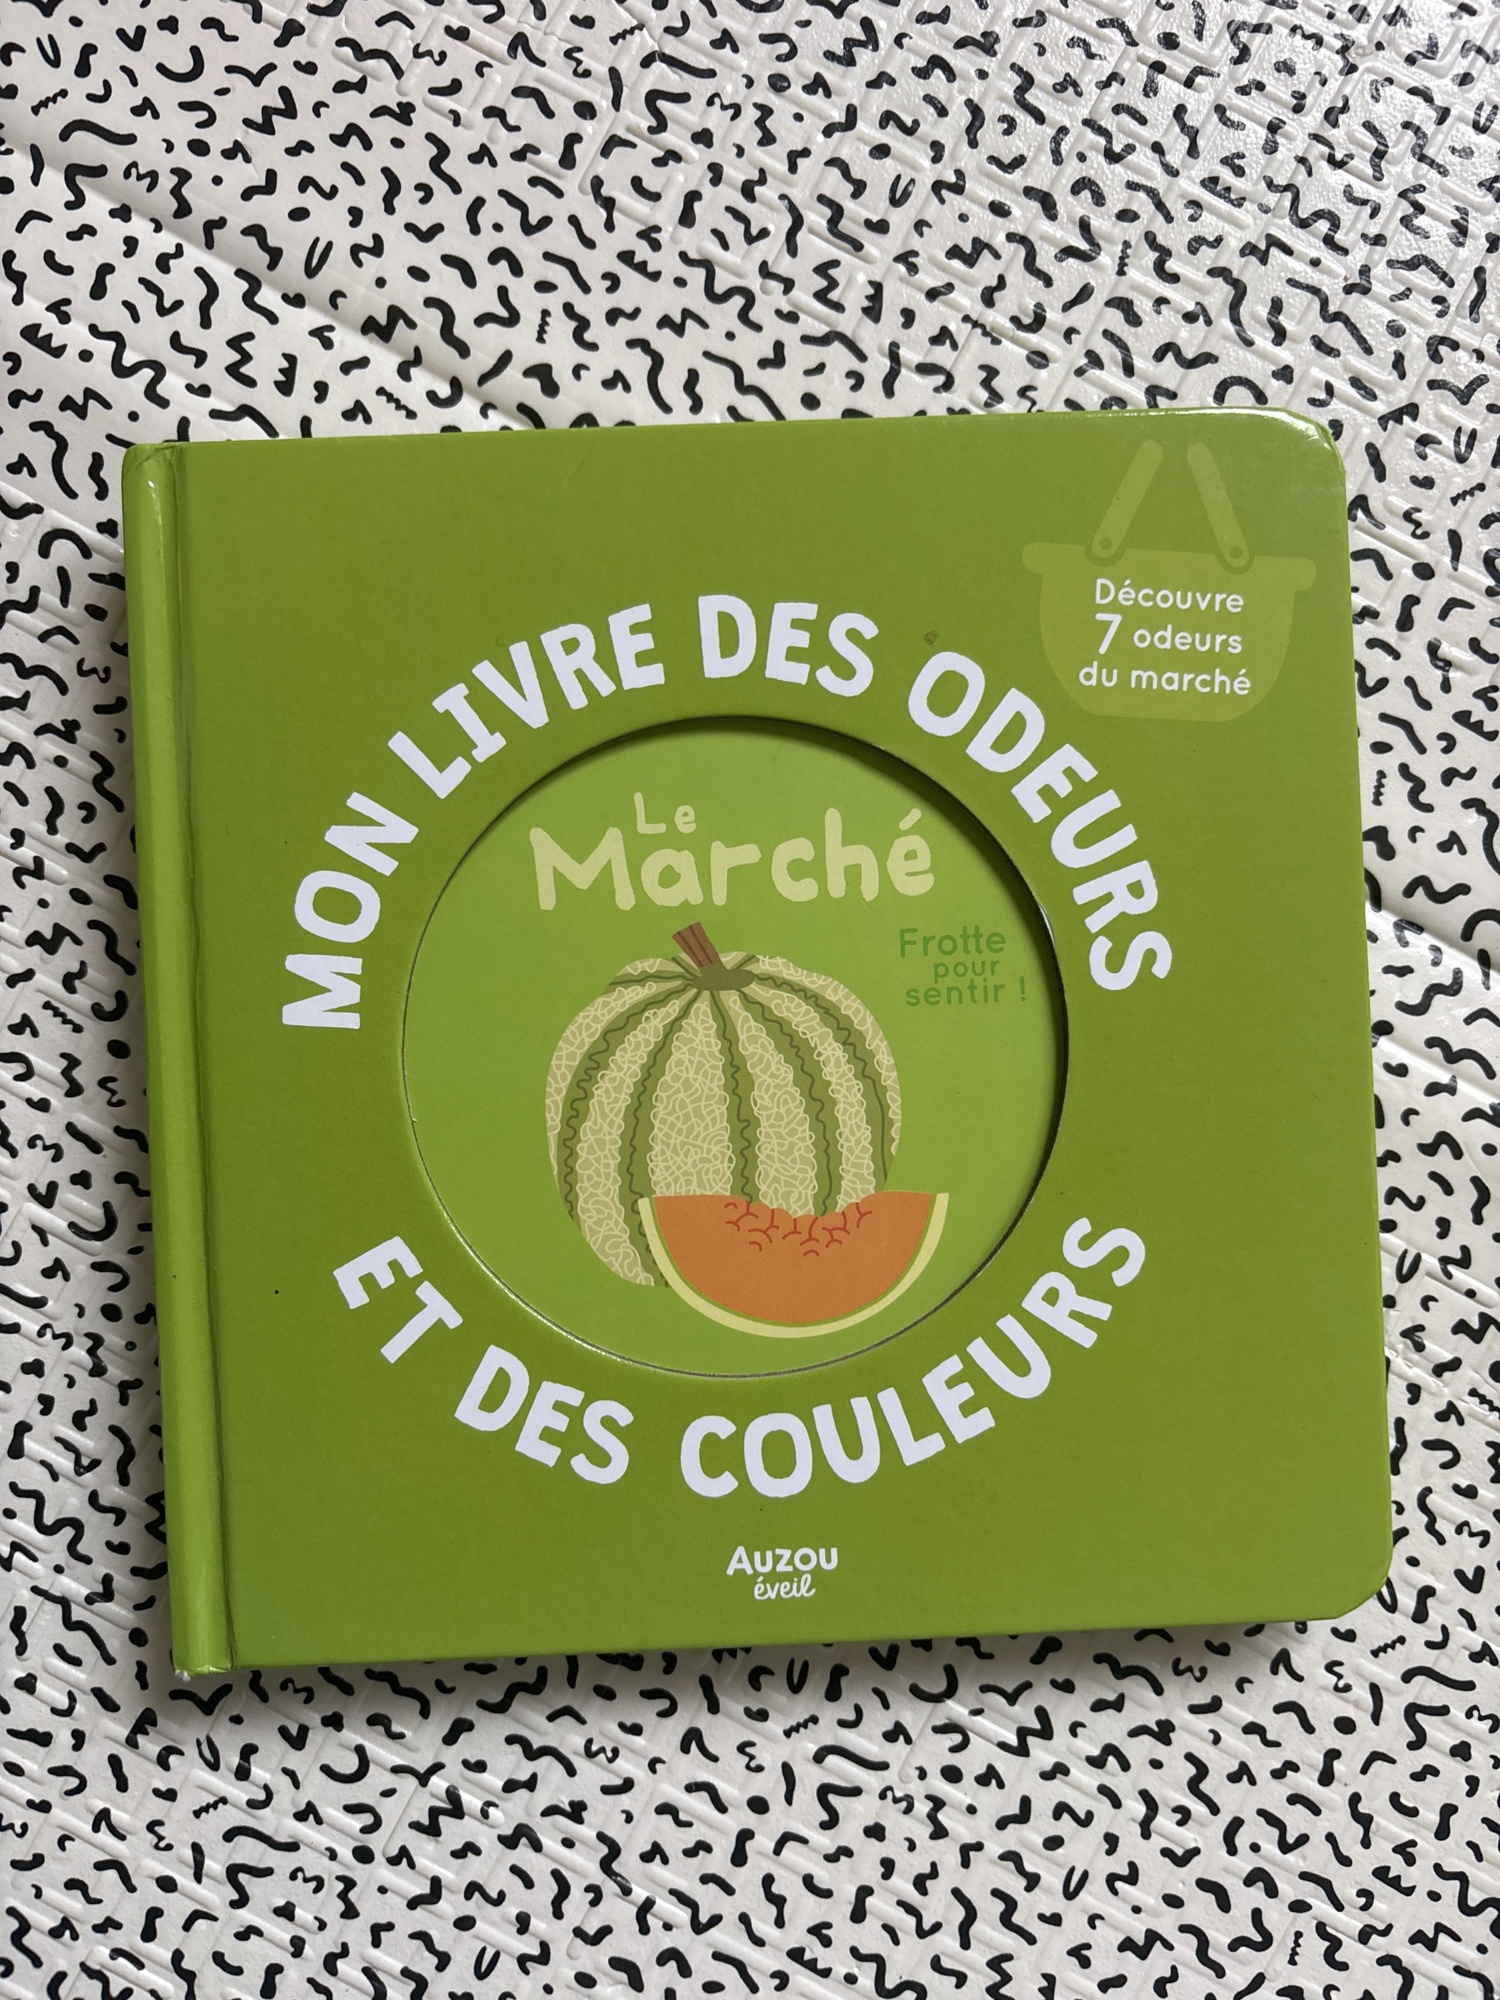 Découvre
7 odeurs
du marché
MON LIVRE DES ODEURS
Le
Marché
Frotte
pour
sentir !
ET DES COULEURS
AUZOU
éveil